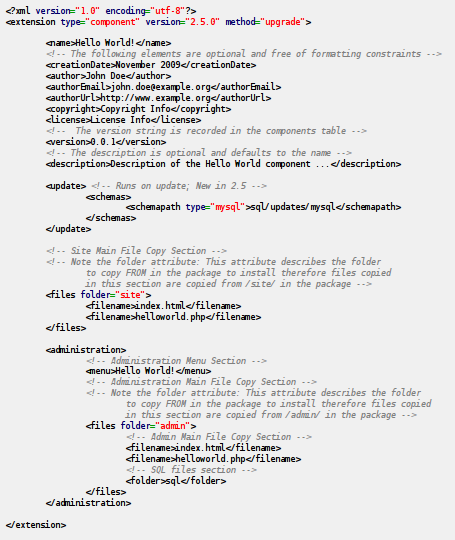 <?xml version="1.0" encoding="utf-8"?>
<extension type="component" version="2.5.0" method="upgrade">

        <name>Hello World!</name>
        <!-- The following elements are optional and free of formatting constraints -->
        <creationDate>November 2009</creationDate>
        <author>John Doe</author>
        <authorEmail>john.doe@example.org</authorEmail>
        <authorUrl>http://www.example.org</authorUrl>
        <copyright>Copyright Info</copyright>
        <license>License Info</license>
        <!--  The version string is recorded in the components table -->
        <version>0.0.1</version>
        <!-- The description is optional and defaults to the name -->
        <description>Description of the Hello World component ...</description>

        <update> <!-- Runs on update; New in 2.5 -->
                <schemas>
                        <schemapath type="mysql">sql/updates/mysql</schemapath>
                </schemas>
        </update>

        <!-- Site Main File Copy Section -->
        <!-- Note the folder attribute: This attribute describes the folder
                to copy FROM in the package to install therefore files copied
                in this section are copied from /site/ in the package -->
        <files folder="site">
                <filename>index.html</filename>
                <filename>helloworld.php</filename>
        </files>

        <administration>
                <!-- Administration Menu Section -->
                <menu>Hello World!</menu>
                <!-- Administration Main File Copy Section -->
                <!-- Note the folder attribute: This attribute describes the folder
                        to copy FROM in the package to install therefore files copied
                        in this section are copied from /admin/ in the package -->
                <files folder="admin">
                        <!-- Admin Main File Copy Section -->
                        <filename>index.html</filename>
                        <filename>helloworld.php</filename>
                        <!-- SQL files section -->
                        <folder>sql</folder>
                </files>
        </administration>

</extension>